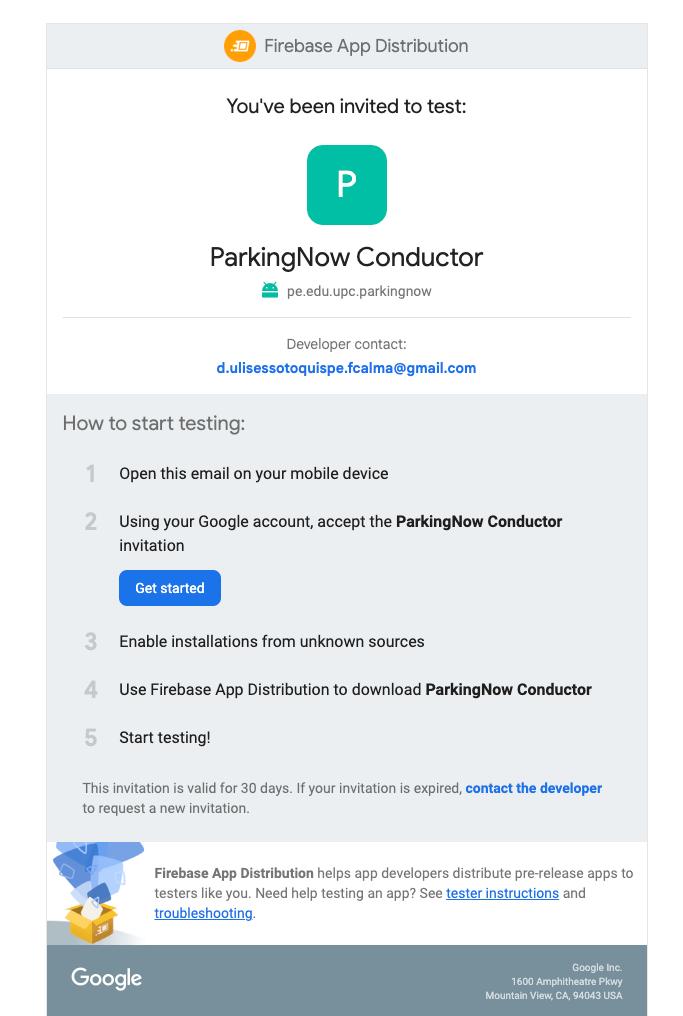 Firebase App Distribution
You've been invited to test:
P
ParkingNow Conductor
pe.edu.upc.parkingnow
Developer contact:
d.ulisessotoquispe.fcalma@gmail.com
How to start testing:
1 Open this email on your mobile device
2 Using your Google account, accept the ParkingNow Conductor
invitation
Get started
3 Enable installations from unknown sources
4 Use Firebase App Distribution to download ParkingNow Conductor
5 Start testing!
This invitation is valid for 30 days. If your invitation is expired, contact the developer
to request a new invitation.
Firebase App Distribution helps app developers distribute pre-release apps to
testers like you. Need help testing an app? See tester instructions and
troubleshooting.
Google
Google Inc.
1600 Amphitheatre Pkwy
Mountain View, CA, 94043 USA